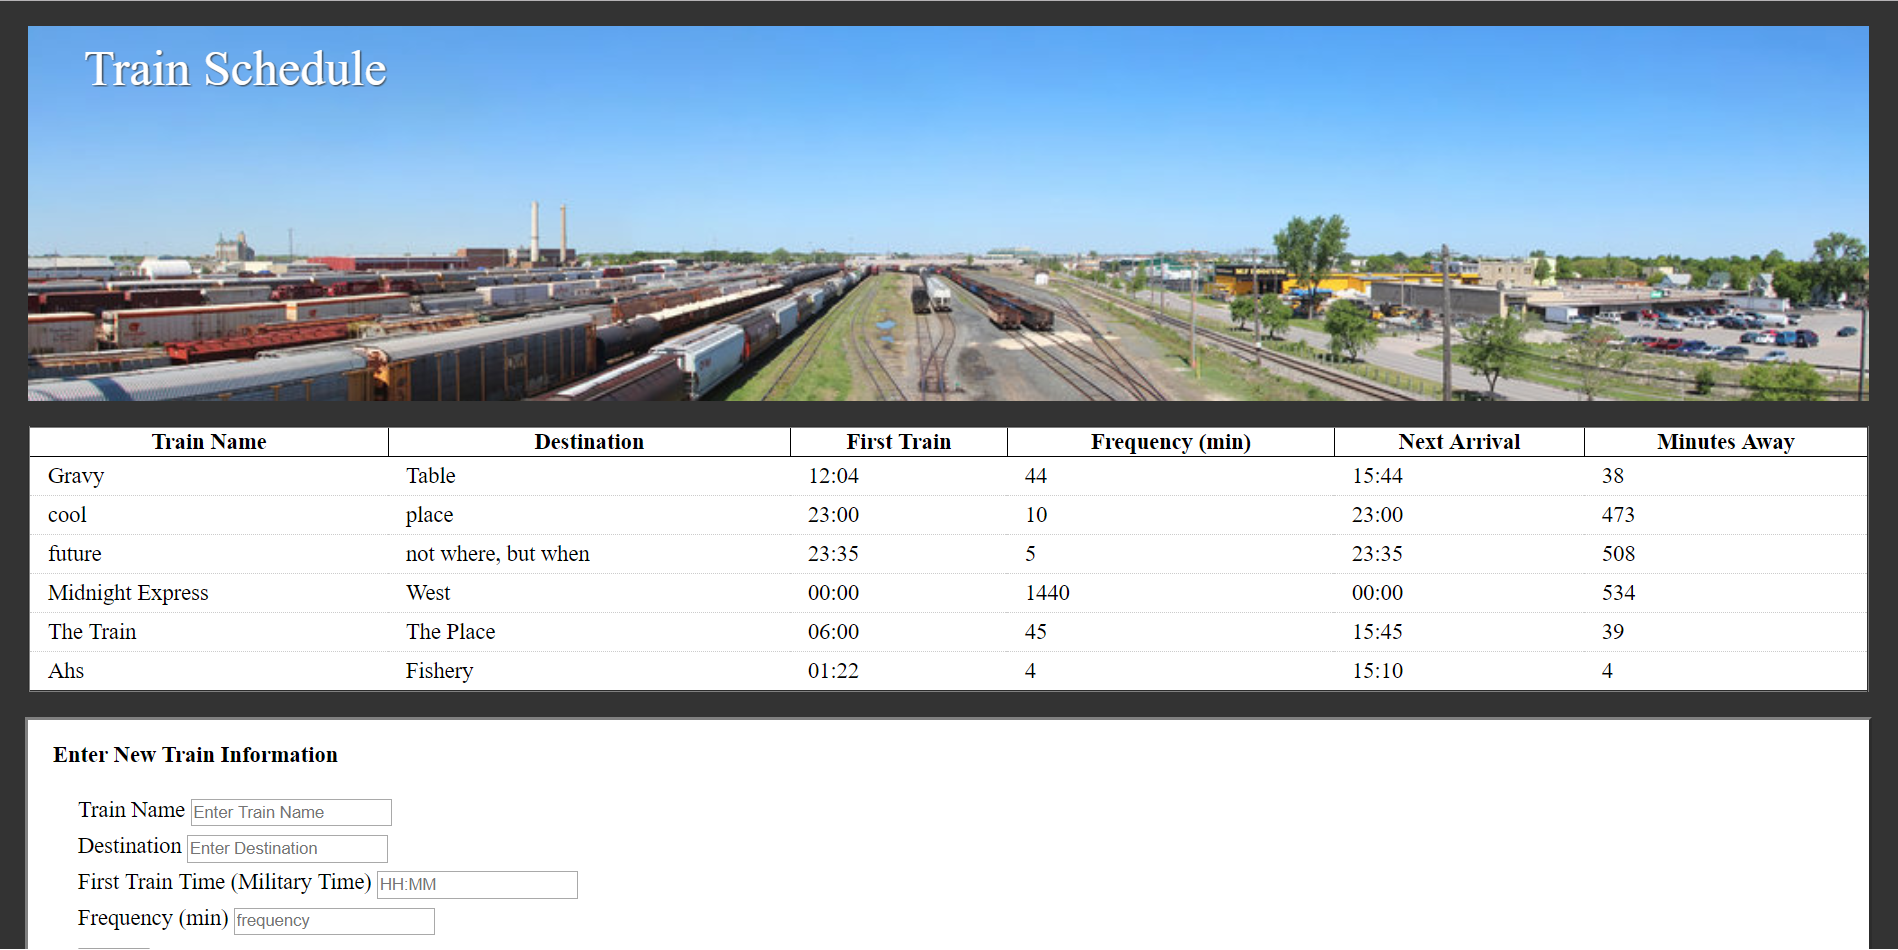 Train Schedule
Train Name Destination First Train Frequency (min) Next Arrival Minutes Away
Gravy Table 12:04 44 15:44 38
cool place 23:00 10 23:00 473
future not where, but when 23:35 5 23:35 508
Midnight Express West 00:00 1440 00:00 534
The Train The Place 06:00 45 15:45 39
Ahs Fishery 01:22 4 15:10 4
Enter New Train Information
Train Name Enter Train Name
Destination Enter Destination
First Train Time (Military Time) HH:MM
Frequency (min) frequency